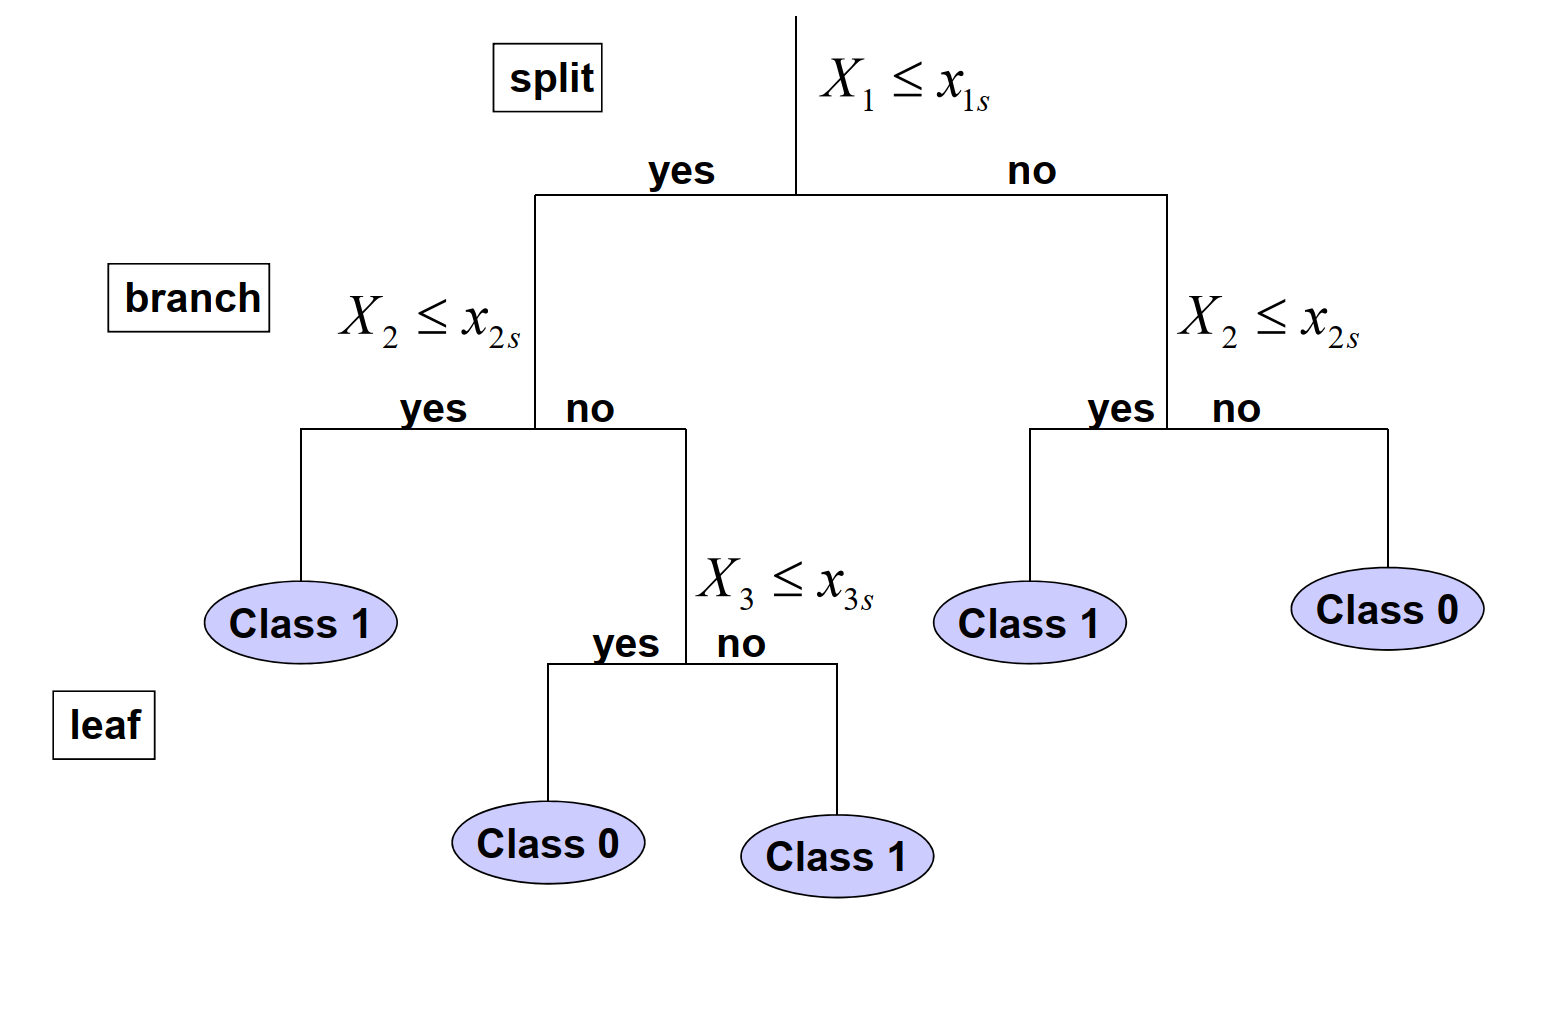 split
X₁ ≤ x₁ₛ
yes
no
branch
X₂ ≤ x₂ₛ
X₂ ≤ x₂ₛ
yes
no
yes
no
X₃ ≤ x₃ₛ
Class 1
Class 1
Class 0
yes
no
leaf
Class 0
Class 1